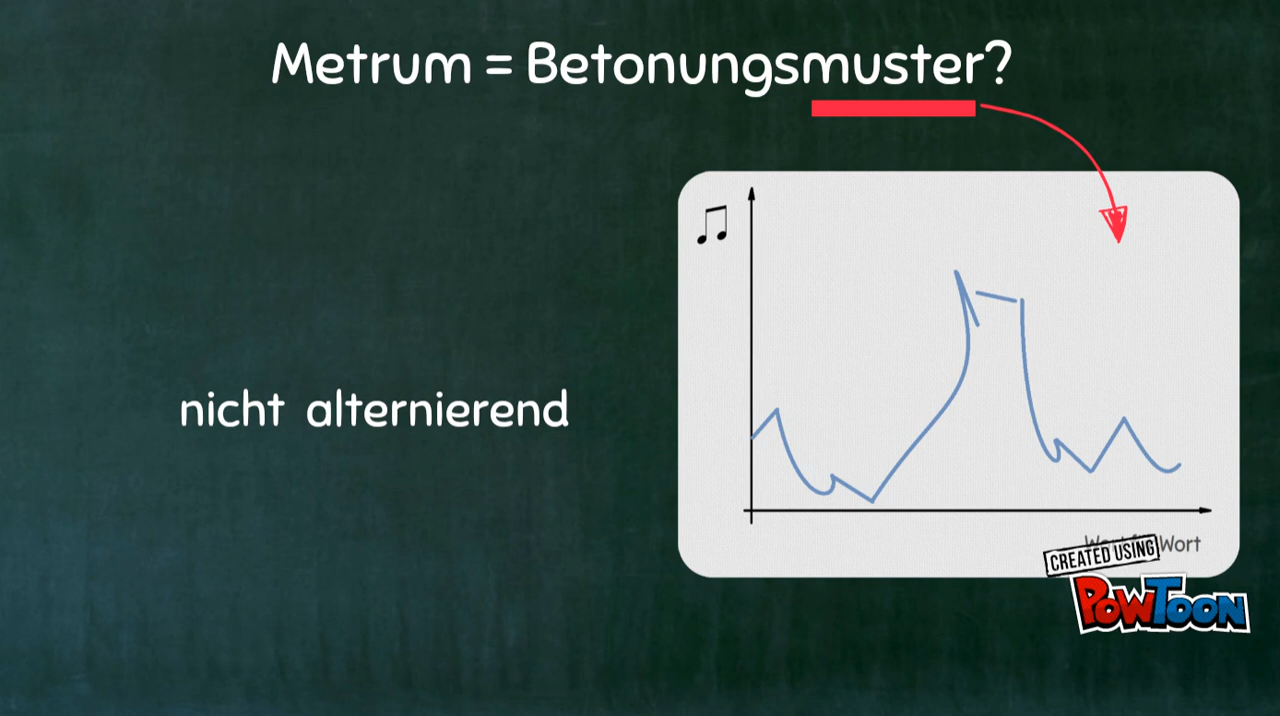 Metrum = Betonungsmuster?
nicht alternierend
Wort
CREATED USING
POWTOON